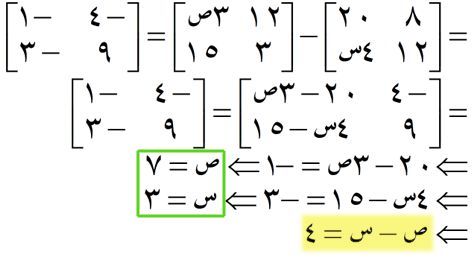 = [٨ ٢٠] − [١٢ ٣ص] = [−٤ −١]
[١٢ ٤س] [٣ ١٥] [٩ −٣]
= [−٤ ٢٠ − ٣ص] = [−٤ −١]
[٩ ٤س − ١٥] [٩ −٣]
⇐ ٢٠ − ٣ص = −١ ⇐ ص = ٧
⇐ ٤س − ١٥ = −٣ ⇐ س = ٣
⇐ ص − س = ٤